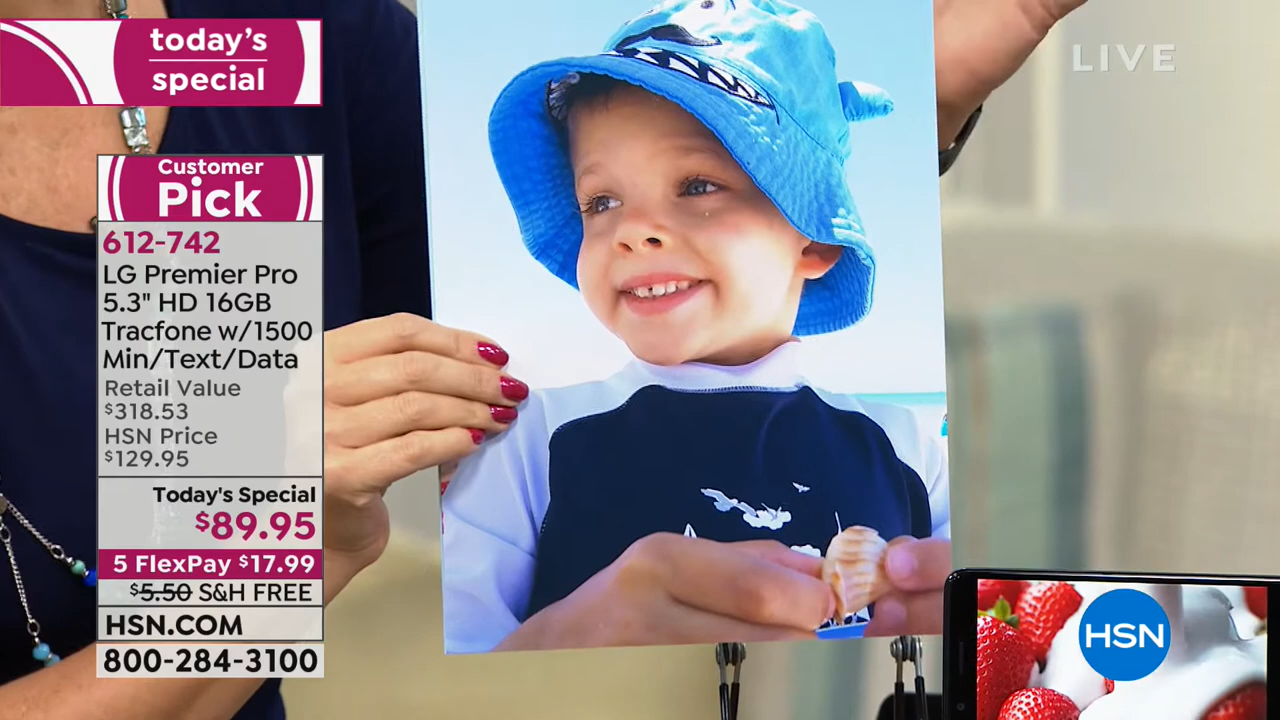 today's
special
LIVE
Customer
Pick
612-742
LG Premier Pro
5.3" HD 16GB
Tracfone w/1500
Min/Text/Data
Retail Value
$318.53
HSN Price
$129.95
Today's Special
$89.95
5 FlexPay $17.99
$5.50 S&H FREE
HSN.COM
800-284-3100
HSN